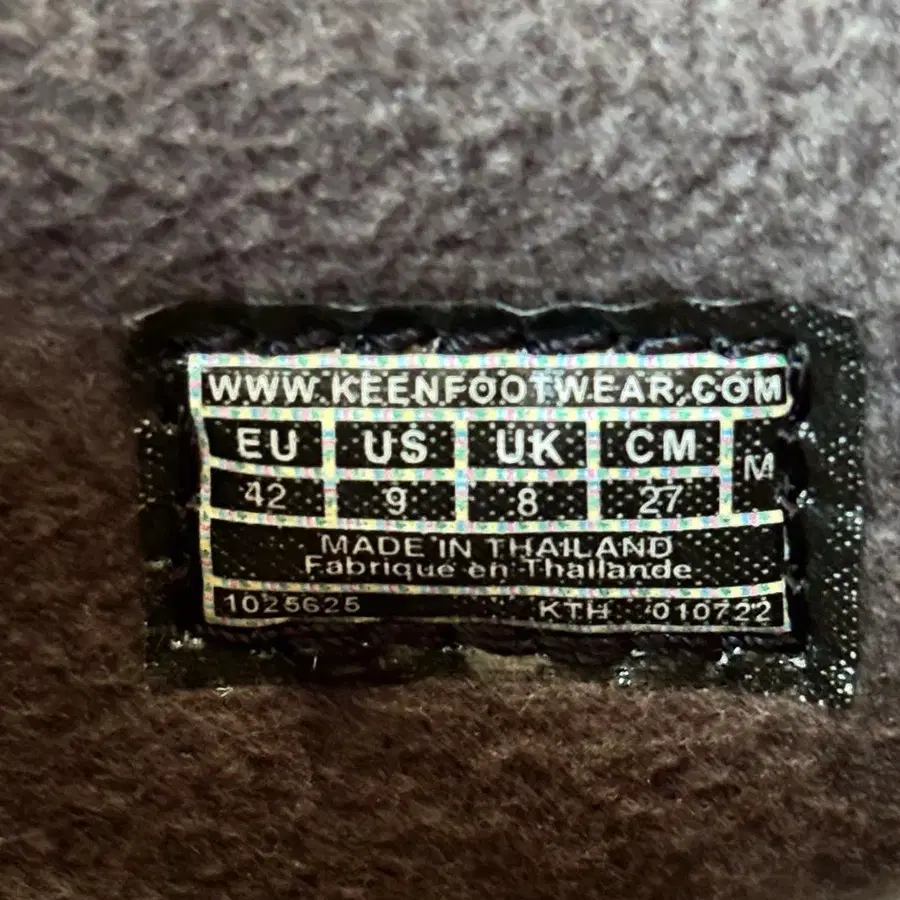 WWW.KEENFOOTWEAR.COM
EU US UK CM M
42 9 8 27
MADE IN THAILAND
Fabrique en Thailande
1025625 KTH 010722